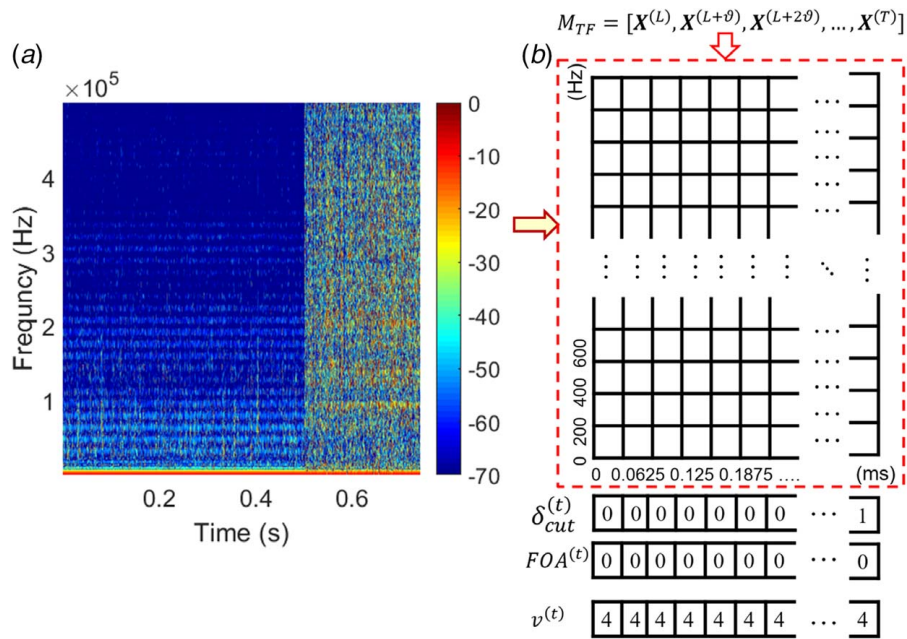 M_TF = [X^(L), X^(L+ϑ), X^(L+2ϑ), ..., X^(T)]
(a)
× 10^5
4
3
2
1
Frequncy (Hz)
0.2 0.4 0.6
Time (s)
0
-10
-20
-30
-40
-50
-60
-70
(b)
(Hz)
600
400
200
0
0 0.0625 0.125 0.1875 .... (ms)
δ_cut^(t) 0 0 0 0 0 0 0 ... 1
FOA^(t) 0 0 0 0 0 0 0 ... 0
v^(t) 4 4 4 4 4 4 4 ... 4